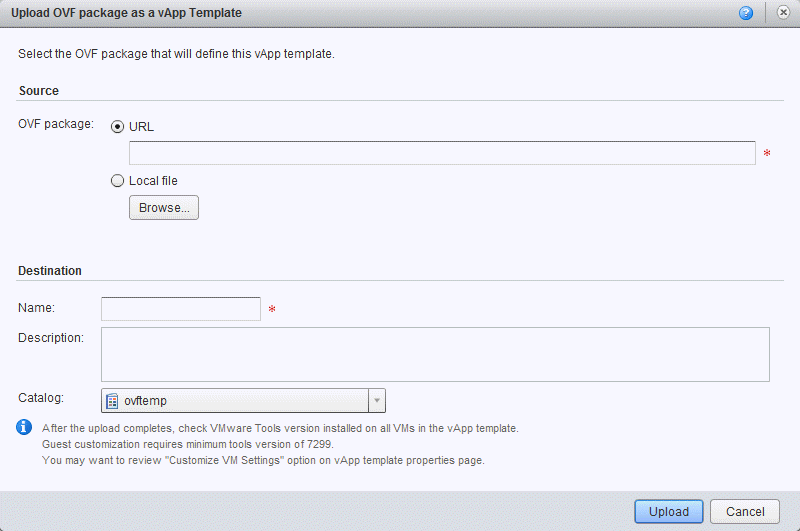 Upload OVF package as a vApp Template
?
Select the OVF package that will define this vApp template.
Source
OVF package:
URL
*
Local file
Browse...
Destination
Name:
*
Description:
Catalog:
ovftemp
After the upload completes, check VMware Tools version installed on all VMs in the vApp template.
Guest customization requires minimum tools version of 7299.
You may want to review "Customize VM Settings" option on vApp template properties page.
Upload
Cancel